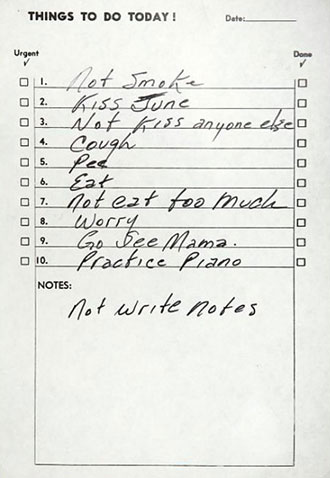 THINGS TO DO TODAY!
Date:
Urgent
Done
1. Not Smoke
2. Kiss June
3. Not Kiss anyone else
4. Cough
5. Pee
6. Eat
7. Not eat too much
8. Worry
9. Go See Mama.
10. Practice Piano
NOTES:
Not write notes